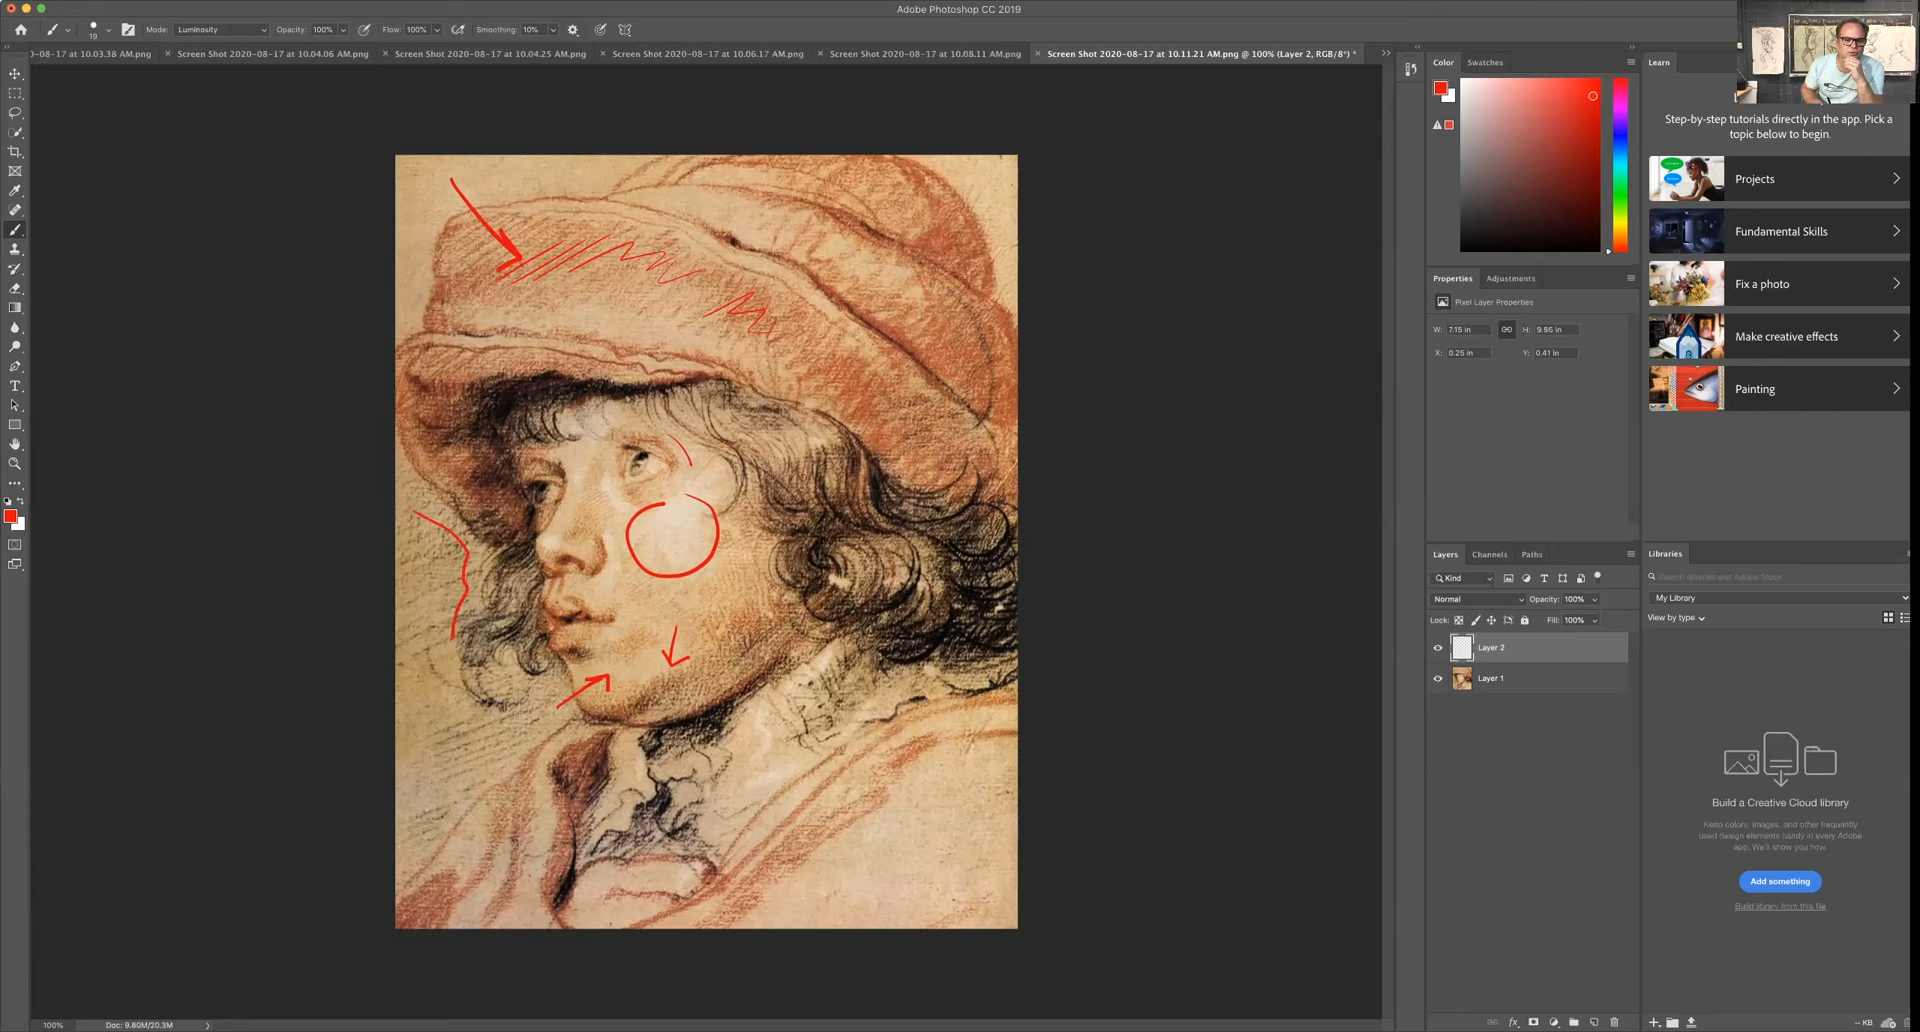 Adobe Photoshop CC 2019
19 Mode: Luminosity Opacity: 100% Flow: 100% Smoothing: 10%
0-08-17 at 10.03.38 AM.png × Screen Shot 2020-08-17 at 10.04.06 AM.png × Screen Shot 2020-08-17 at 10.04.25 AM.png × Screen Shot 2020-08-17 at 10.06.17 AM.png × Screen Shot 2020-08-17 at 10.08.11 AM.png × Screen Shot 2020-08-17 at 10.11.21 AM.png @ 100% (Layer 2, RGB/8*) *
Color Swatches
Properties Adjustments
Pixel Layer Properties
W: 7.15 in H: 9.86 in
X: 0.25 in Y: 0.41 in
Layers Channels Paths
Kind
Normal Opacity: 100%
Lock: Fill: 100%
Layer 2
Layer 1
fx
Learn
Step-by-step tutorials directly in the app. Pick a
topic below to begin.
Projects
Fundamental Skills
Fix a photo
Make creative effects
Painting
Libraries
Search libraries and Adobe Stock
My Library
View by type
Build a Creative Cloud library
Keep colors, images, and other frequently
used design elements handy in every Adobe
app. We'll show you how.
Add something
Build library from this file
-- KB
100% Doc: 9.80M/20.3M